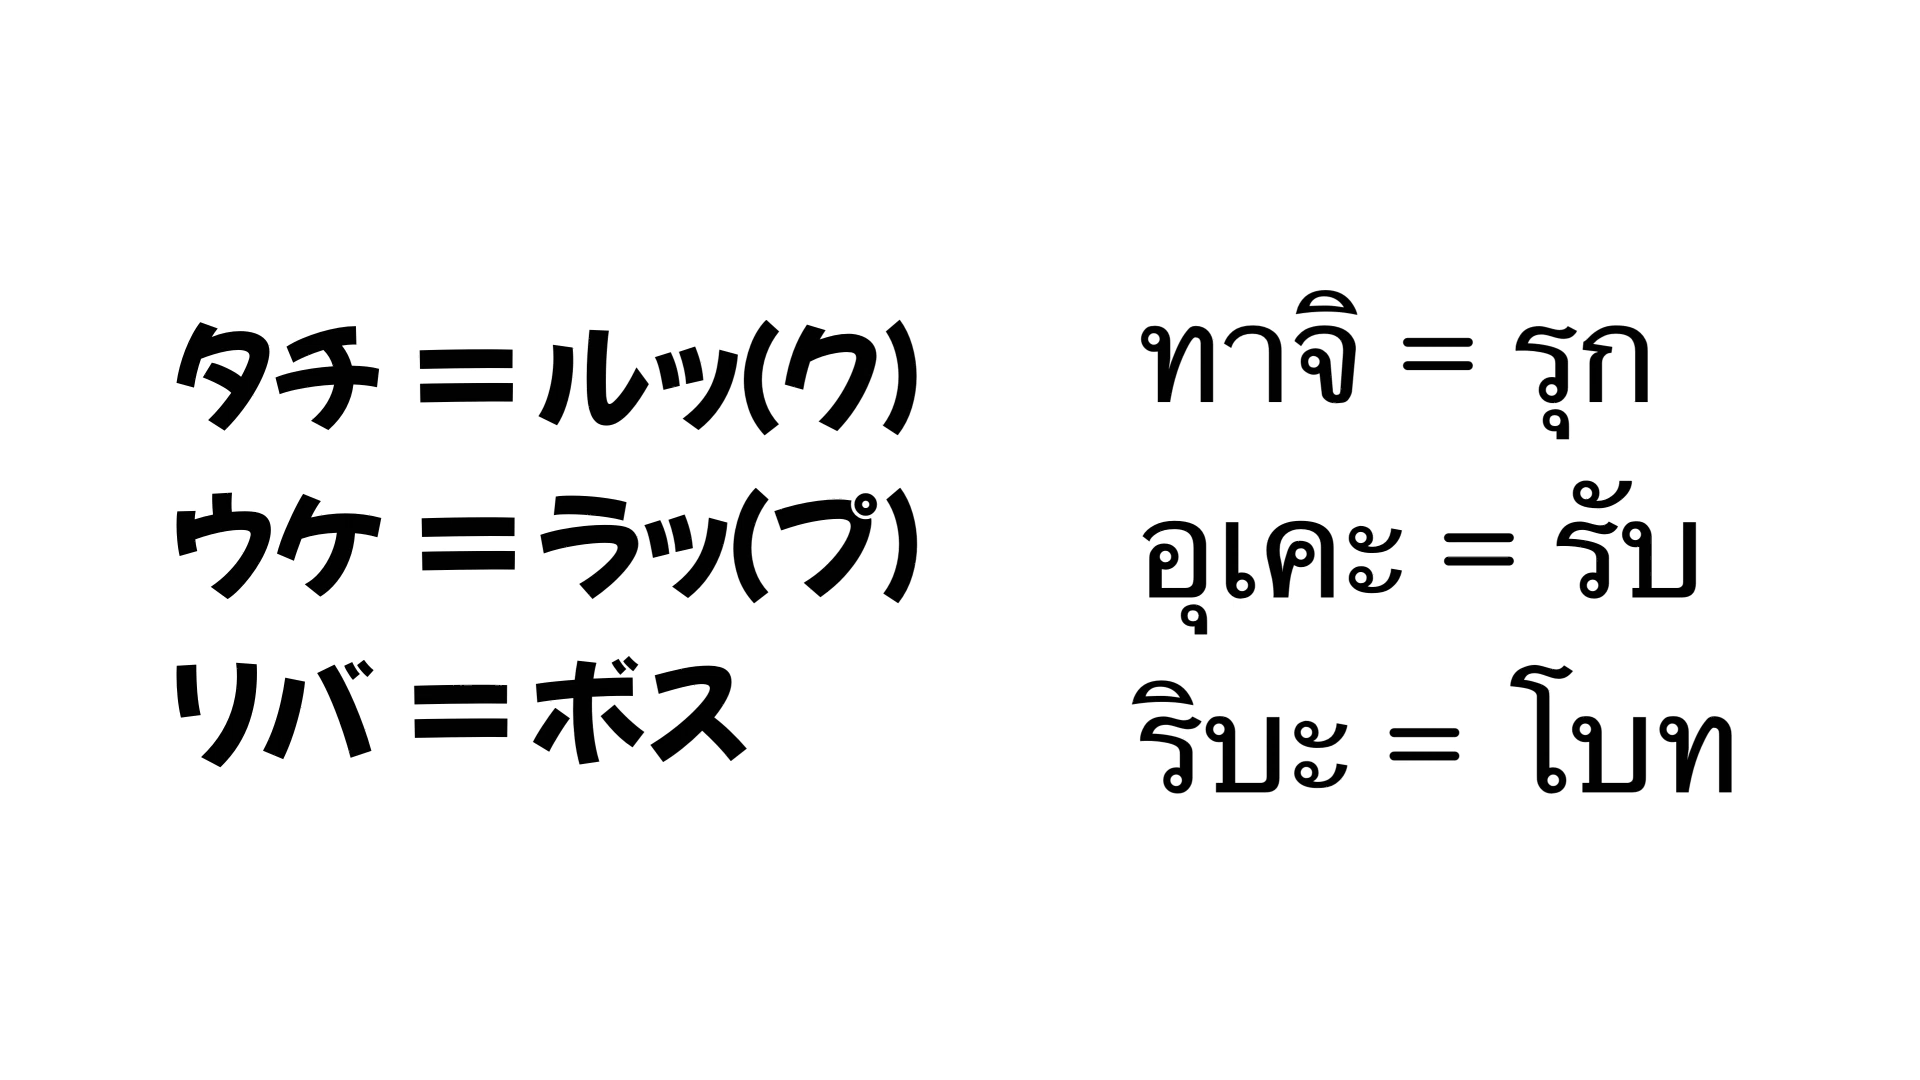 タチ＝ルッ(ク)
ウケ＝ラッ(プ)
リバ＝ボス
ทาจิ = รุก
อุเคะ = รับ
ริบะ = โบท